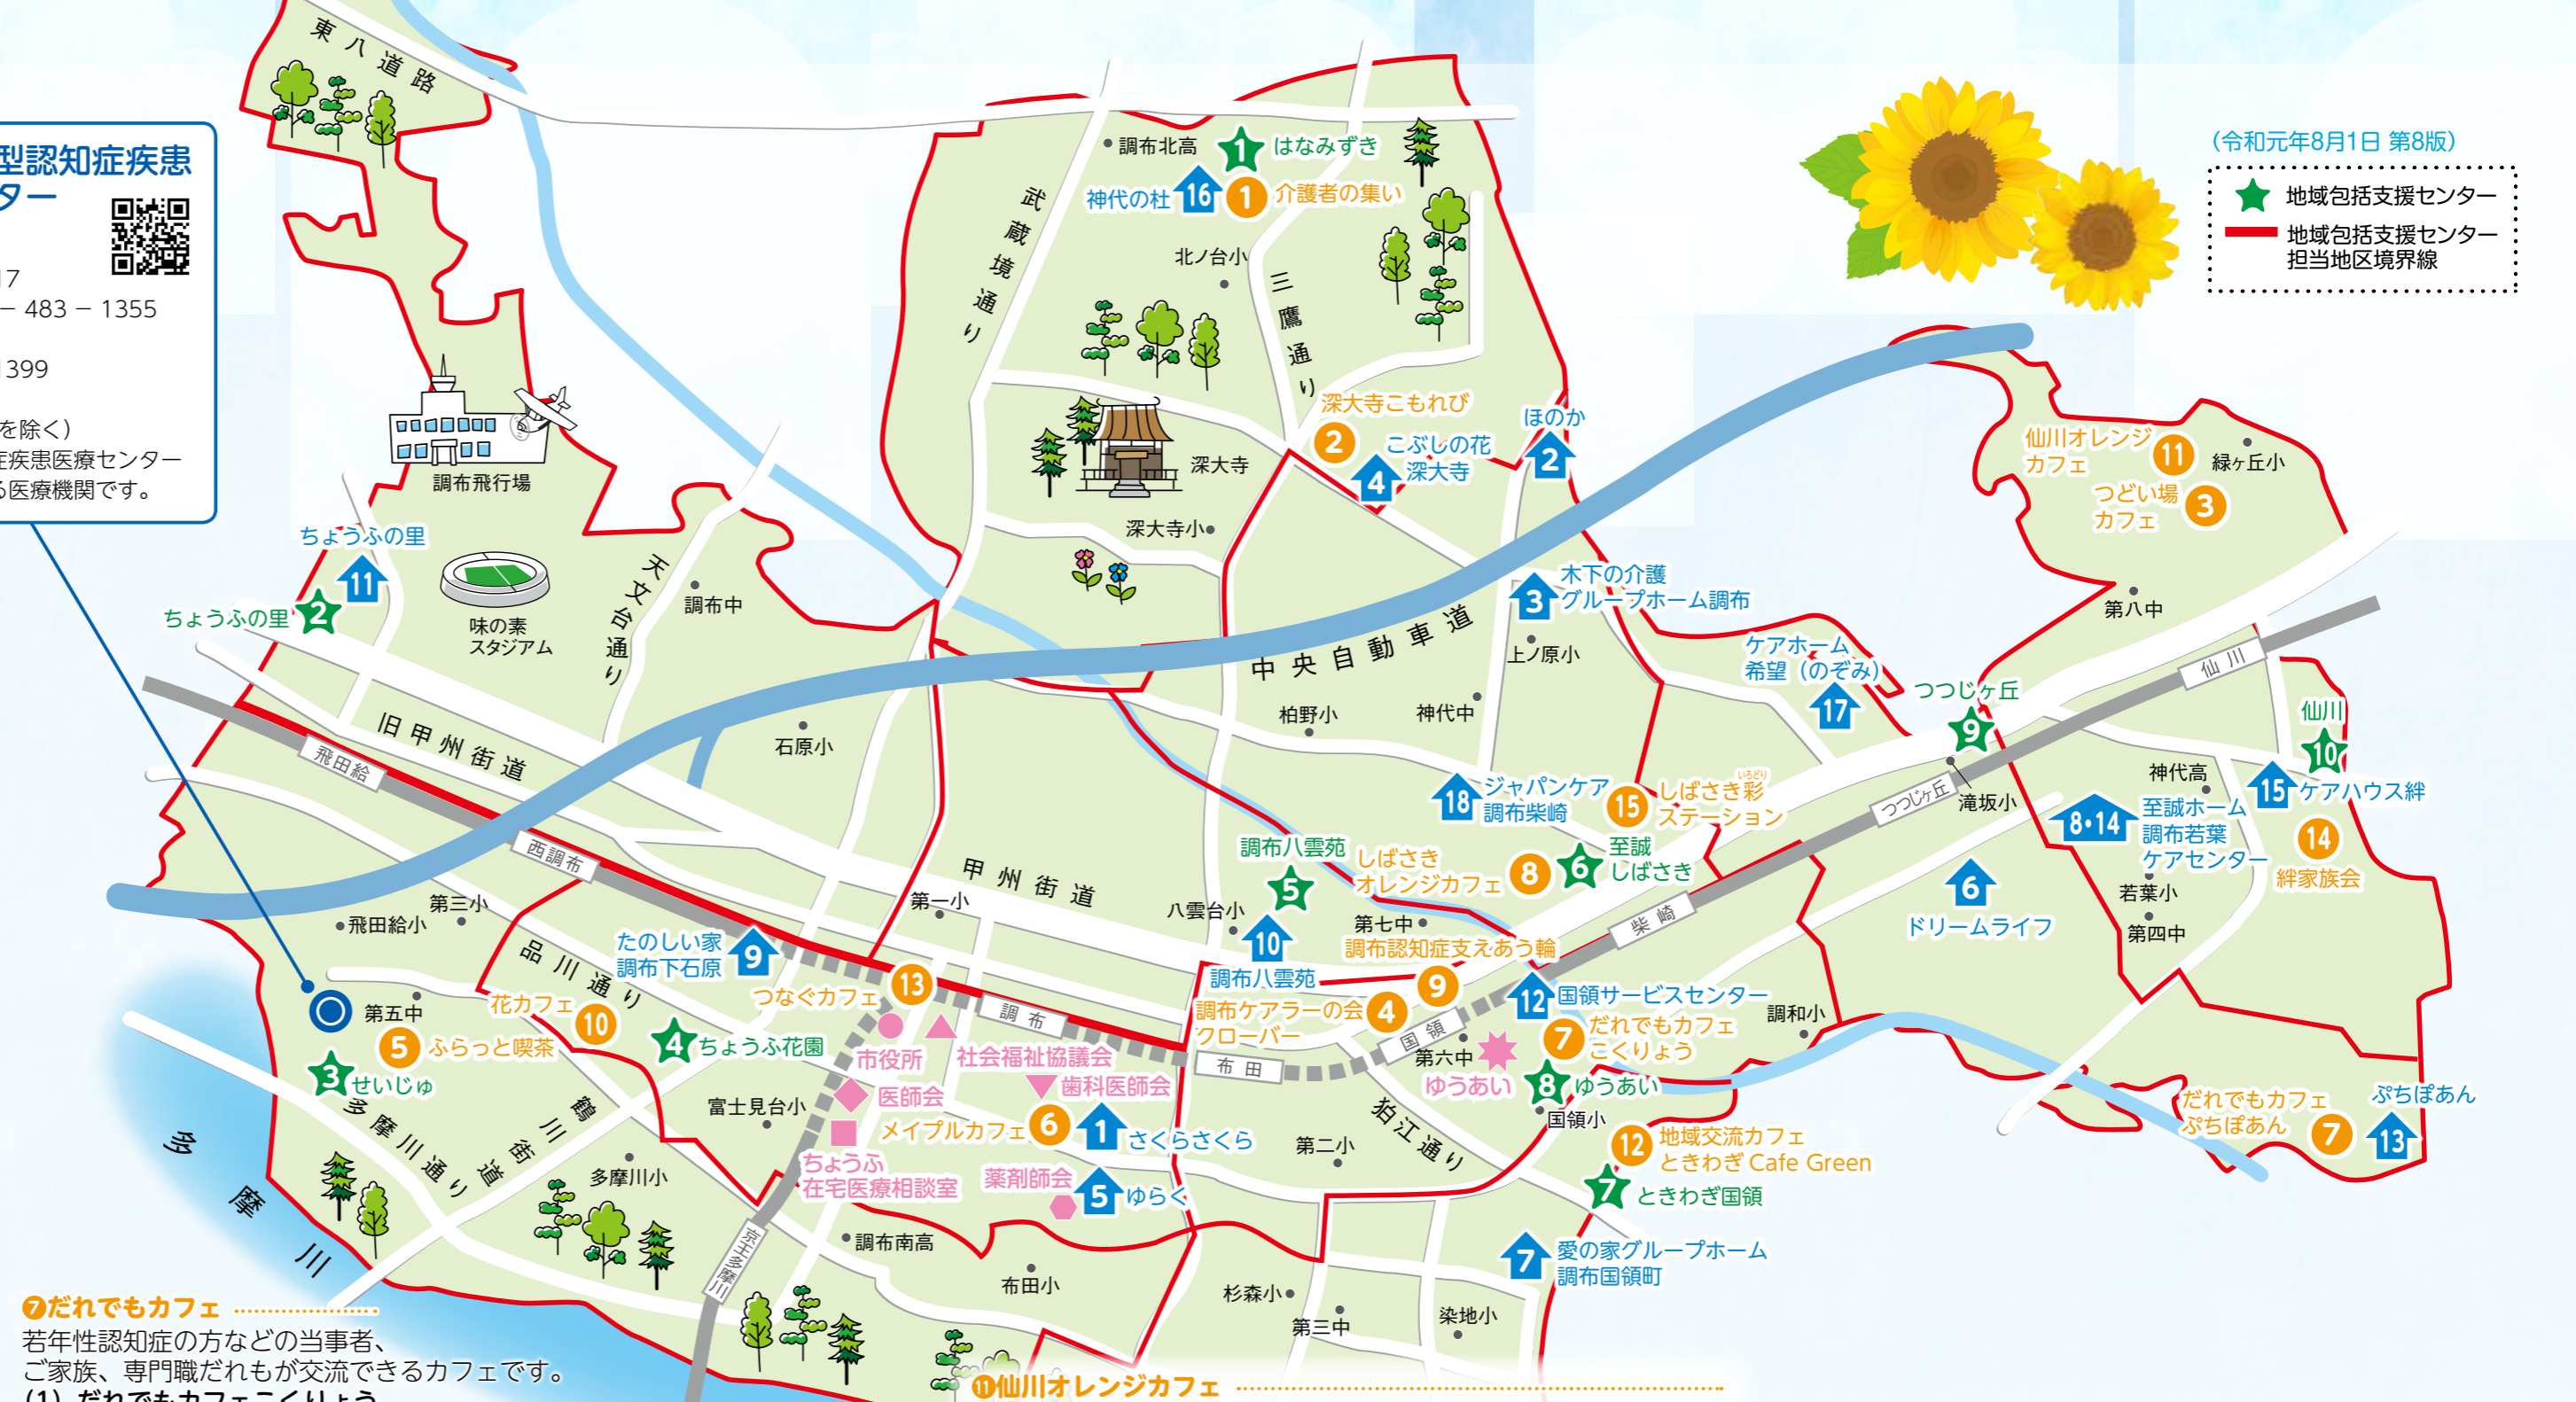 東八道路
型認知症疾患
ター
17
－ 483 － 1355
1399
を除く）
症疾患医療センター
る医療機関です。
（令和元年8月1日 第8版）
地域包括支援センター
地域包括支援センター
担当地区境界線
調布北高
1 はなみずき
神代の杜 16
1 介護者の集い
武蔵境通り
北ノ台小
三鷹通り
深大寺こもれび
2
こぶしの花
深大寺
4
ほのか
2
深大寺
深大寺小
調布飛行場
ちょうふの里
11
ちょうふの里 2
味の素
スタジアム
天文台通り
調布中
仙川オレンジ
カフェ
11
緑ヶ丘小
つどい場
カフェ
3
第八中
木下の介護
グループホーム調布
3
上ノ原小
中央自動車道
ケアホーム
希望（のぞみ）
17
つつじヶ丘
9
仙川
仙川
10
柏野小
神代中
石原小
旧甲州街道
飛田給
西調布
甲州街道
18 ジャパンケア
調布柴崎
15
いろどり
しばさき彩
ステーション
つつじヶ丘
滝坂小
神代高
15 ケアハウス絆
8・14
至誠ホーム
調布若葉
ケアセンター
14
絆家族会
若葉小
第四中
6
ドリームライフ
調布八雲苑
5
しばさき
オレンジカフェ
8
6
至誠
しばさき
八雲台小
10
調布八雲苑
第七中
調布認知症支えあう輪
9
柴崎
第一小
第三小
飛田給小
品川通り
たのしい家
調布下石原
9
つなぐカフェ 13
調布
調布ケアラーの会
クローバー
4
12 国領サービスセンター
7 だれでもカフェ
こくりょう
調和小
国領
布田
第六中
ゆうあい
8 ゆうあい
国領小
第五中
花カフェ 10
5 ふらっと喫茶
3 せいじゅ
4 ちょうふ花園
市役所
社会福祉協議会
歯科医師会
医師会
富士見台小
メイプルカフェ 6
1 さくらさくら
ちょうふ
在宅医療相談室
薬剤師会
5 ゆらく
第二小
狛江通り
12 地域交流カフェ
ときわぎ Cafe Green
7 ときわぎ国領
だれでもカフェ
ぷちぽあん
7
ぷちぽあん
13
多摩川通り
鶴川街道
多摩川
多摩川小
京王多摩川
調布南高
布田小
杉森小
第三中
染地小
7 愛の家グループホーム
調布国領町
❼だれでもカフェ
若年性認知症の方などの当事者、
ご家族、専門職だれもが交流できるカフェです。
（1）だれでもカフェこくりょう
⓫仙川オレンジカフェ